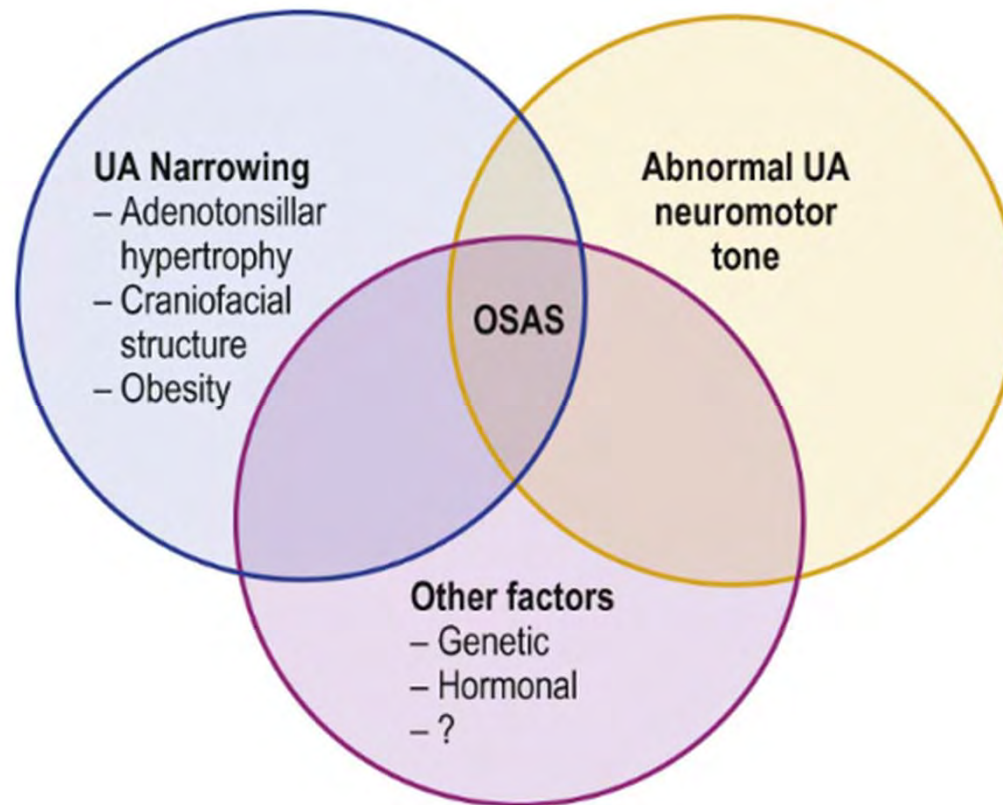 UA Narrowing
– Adenotonsillar
hypertrophy
– Craniofacial
structure
– Obesity
Abnormal UA
neuromotor
tone
OSAS
Other factors
– Genetic
– Hormonal
– ?